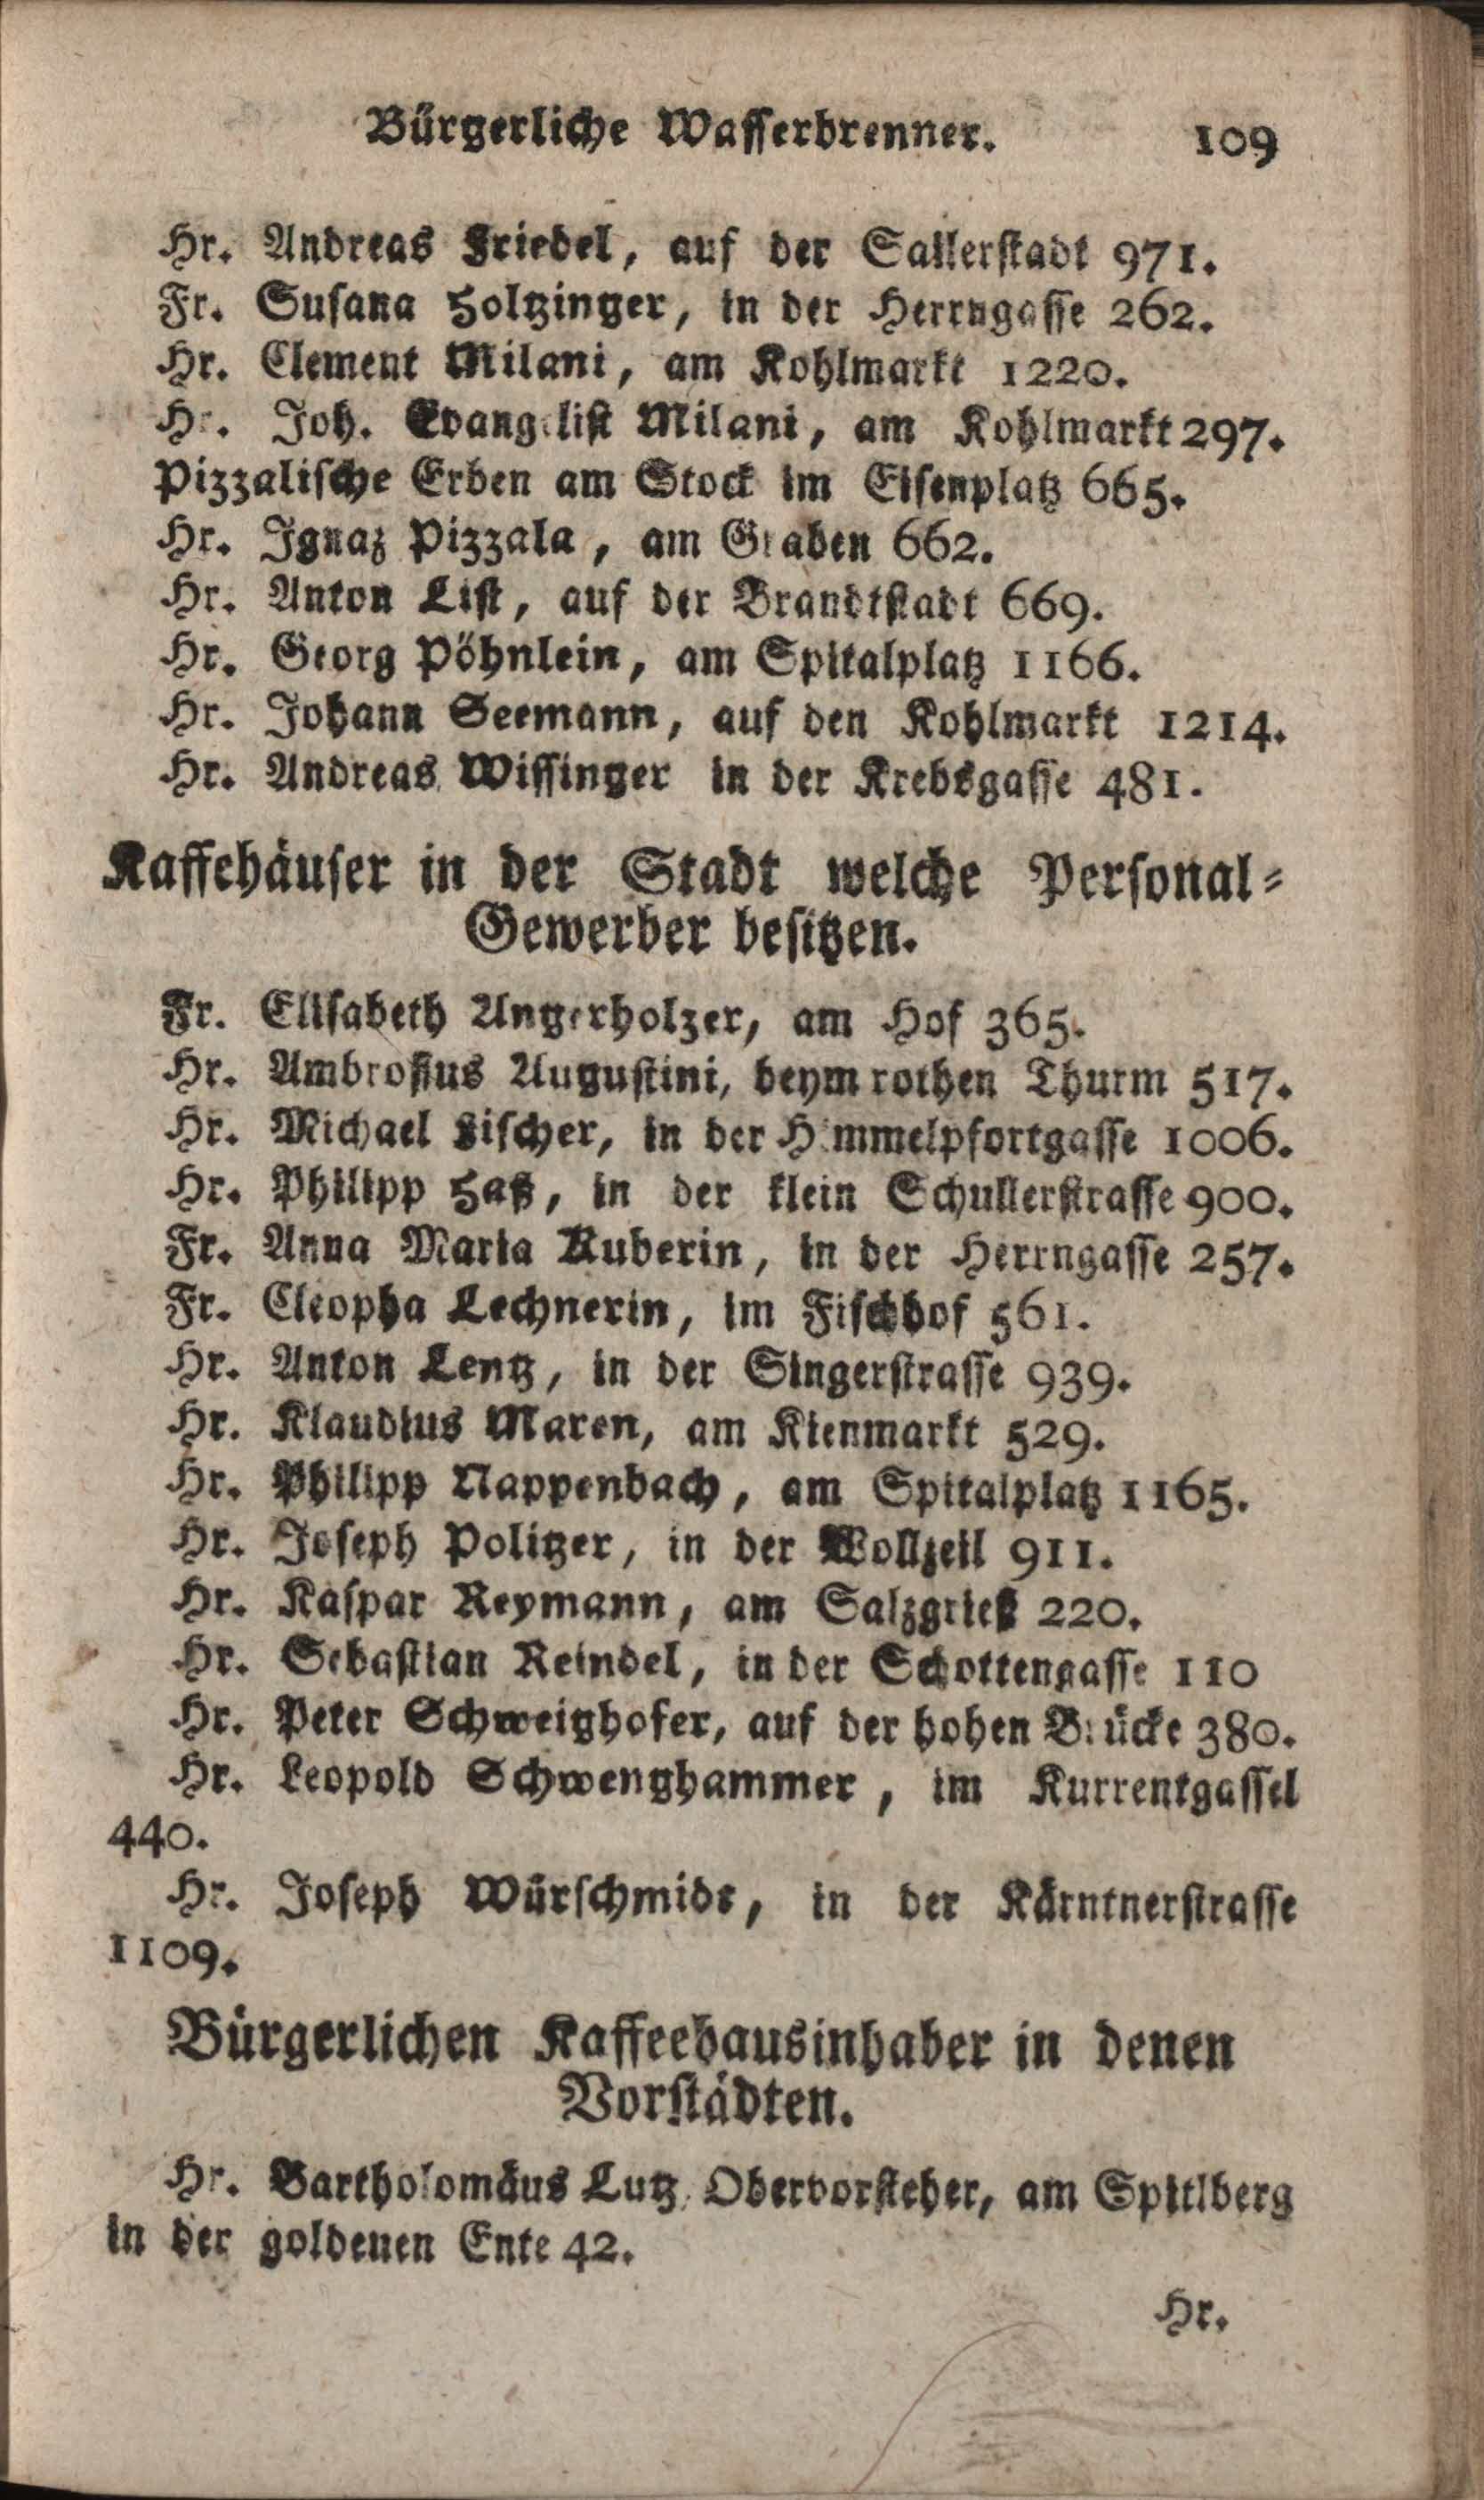 Bürgerliche Wasserbrenner. 109
Hr. Andreas Friedel, auf der Sailerstadt 971.
Fr. Susana Holtzinger, in der Herrngasse 262.
Hr. Clement Milani, am Kohlmarkt 1220.
Hr. Joh. Evangelist Milani, am Kohlmarkt 297.
Pizzalische Erben am Stock im Eisenplatz 665.
Hr. Ignaz Pizzala, am Graben 662.
Hr. Anton List, auf der Brandtstadt 669.
Hr. Georg Pöhnlein, am Spitalplatz 1166.
Hr. Johann Seemann, auf den Kohlmarkt 1214.
Hr. Andreas Wissinger in der Krebsgasse 481.
Kaffehäuser in der Stadt welche Personal-
Gewerber besitzen.
Fr. Elisabeth Angerholzer, am Hof 365.
Hr. Ambrosius Augustini, beym rothen Thurm 517.
Hr. Michael Fischer, in der Himmelpfortgasse 1006.
Hr. Philipp Haß, in der klein Schullerstrasse 900.
Fr. Anna Maria Kuberin, in der Herrngasse 257.
Fr. Cleopha Lechnerin, im Fischhof 561.
Hr. Anton Lentz, in der Singerstrasse 939.
Hr. Klaudius Maren, am Kienmarkt 529.
Hr. Philipp Nappenbach, am Spitalplatz 1165.
Hr. Joseph Politzer, in der Wollzeil 911.
Hr. Kaspar Reymann, am Salzgrieß 220.
Hr. Sebastian Reindel, in der Schottengasse 110
Hr. Peter Schweighofer, auf der hohen Brücke 380.
Hr. Leopold Schwenghammer, im Kurrentgassel
440.
Hr. Joseph Würschmidt, in der Kärntnerstrasse
1109.
Bürgerlichen Kaffeehausinhaber in denen
Vorstädten.
Hr. Bartholomäus Lutz, Obervorsteher, am Spitlberg
in der goldenen Ente 42.
Hr.